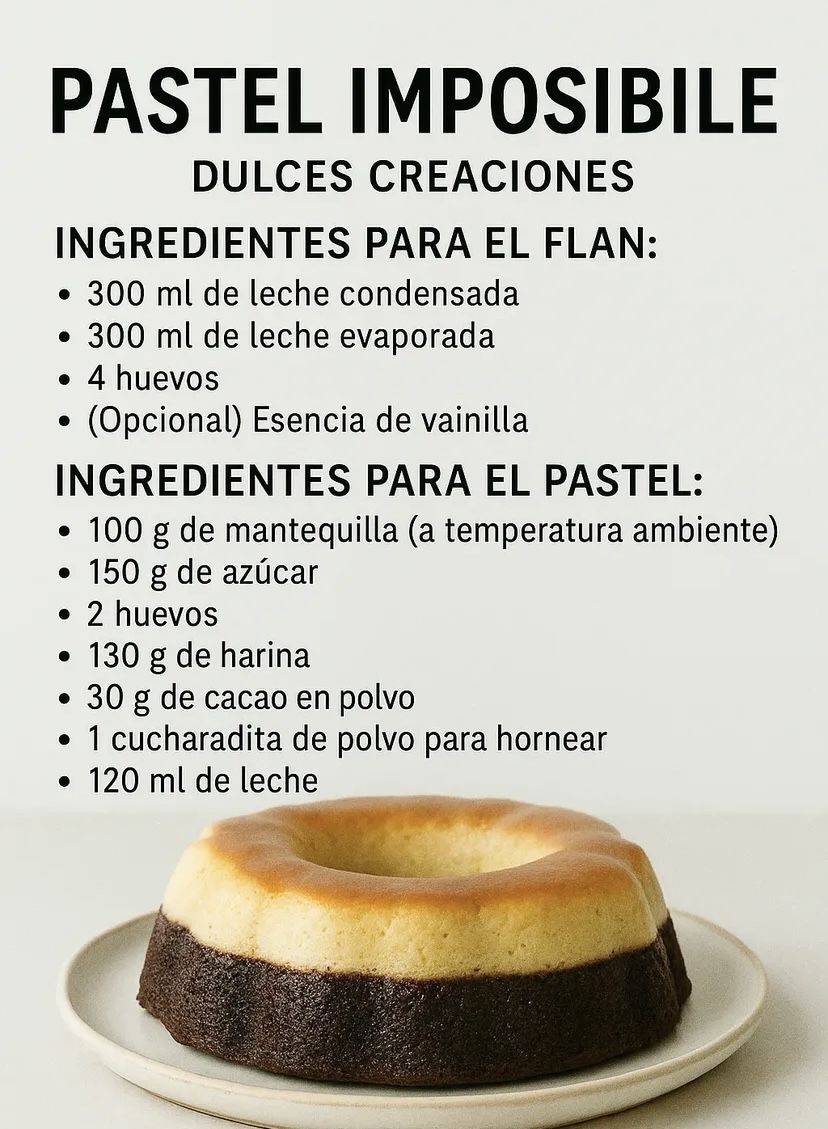 PASTEL IMPOSIBILE
DULCES CREACIONES
INGREDIENTES PARA EL FLAN:
• 300 ml de leche condensada
• 300 ml de leche evaporada
• 4 huevos
• (Opcional) Esencia de vainilla
INGREDIENTES PARA EL PASTEL:
• 100 g de mantequilla (a temperatura ambiente)
• 150 g de azúcar
• 2 huevos
• 130 g de harina
• 30 g de cacao en polvo
• 1 cucharadita de polvo para hornear
• 120 ml de leche